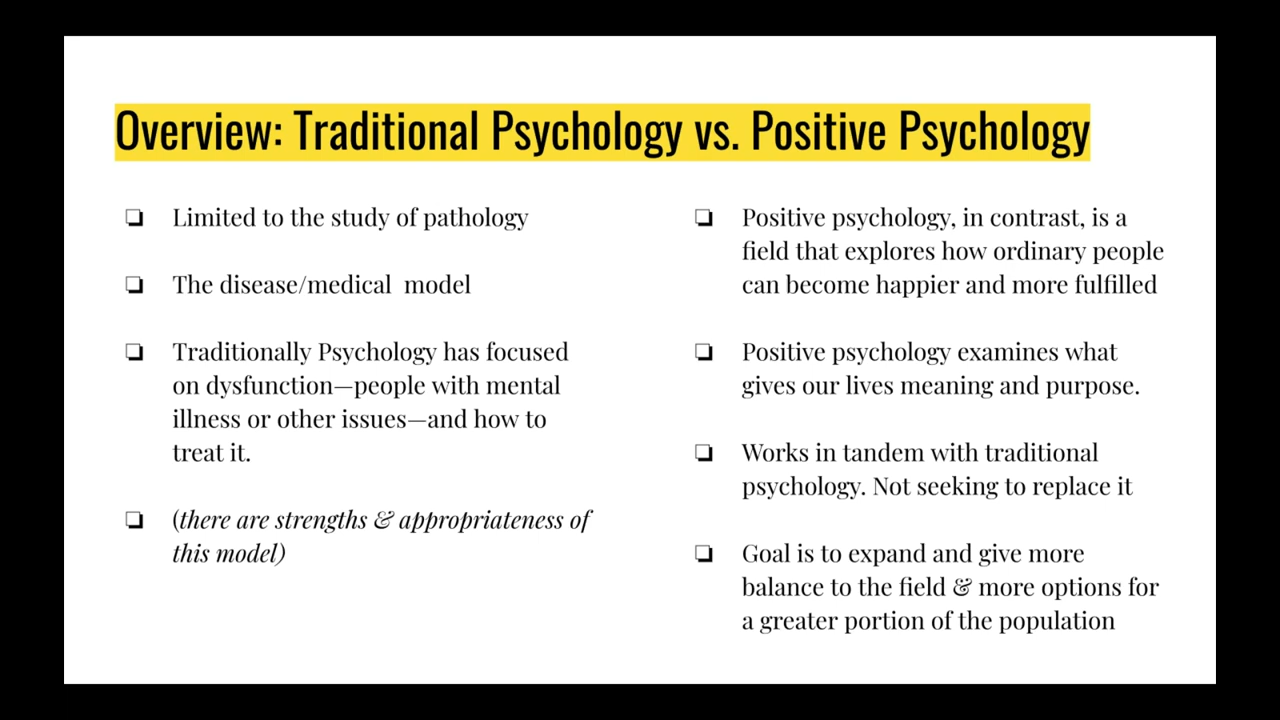 Overview: Traditional Psychology vs. Positive Psychology
❏ Limited to the study of pathology
❏ The disease/medical  model
❏ Traditionally Psychology has focused
on dysfunction—people with mental
illness or other issues—and how to
treat it.
❏ (there are strengths & appropriateness of
this model)
❏ Positive psychology, in contrast, is a
field that explores how ordinary people
can become happier and more fulfilled
❏ Positive psychology examines what
gives our lives meaning and purpose.
❏ Works in tandem with traditional
psychology. Not seeking to replace it
❏ Goal is to expand and give more
balance to the field & more options for
a greater portion of the population